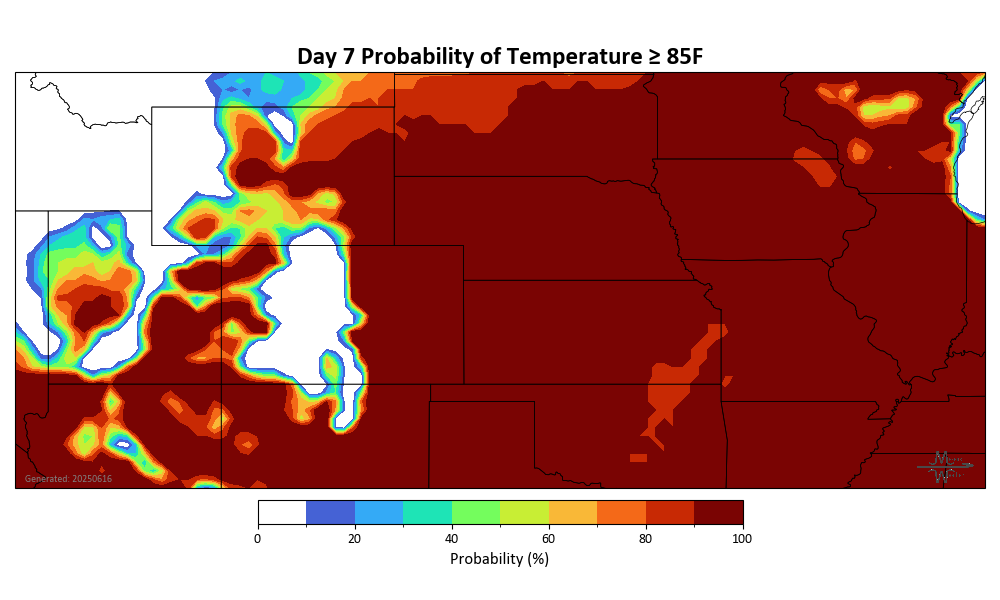 Day 7 Probability of Temperature ≥ 85F
Generated: 20250616
0 20 40 60 80 100
Probability (%)